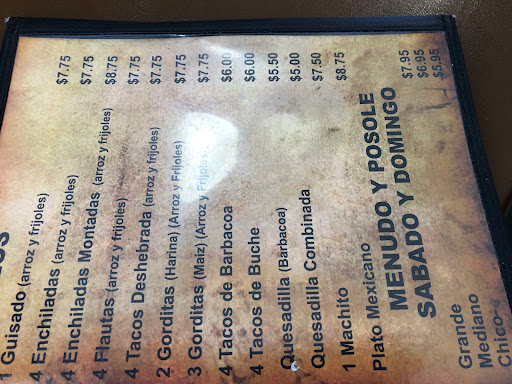 1 Guisado (arroz y frijoles) $7.75
4 Enchiladas (arroz y frijoles) $7.75
4 Enchiladas Montadas (arroz y frijoles) $8.75
4 Flautas (arroz y frijoles) $7.75
4 Tacos Deshebrada (arroz y frijoles) $7.75
2 Gorditas (Harina) (Arroz y Frijoles) $7.75
3 Gorditas (Maiz) (Arroz y Frijoles) $7.75
4 Tacos de Barbacoa $6.00
4 Tacos de Buche $6.00
Quesadilla (Barbacoa) $5.50
Quesadilla Combinada $5.00
1 Machito $7.50
Plato Mexicano $8.75
MENUDO Y POSOLE
SABADO Y DOMINGO
Grande $7.95
Mediano $6.95
Chico $5.95